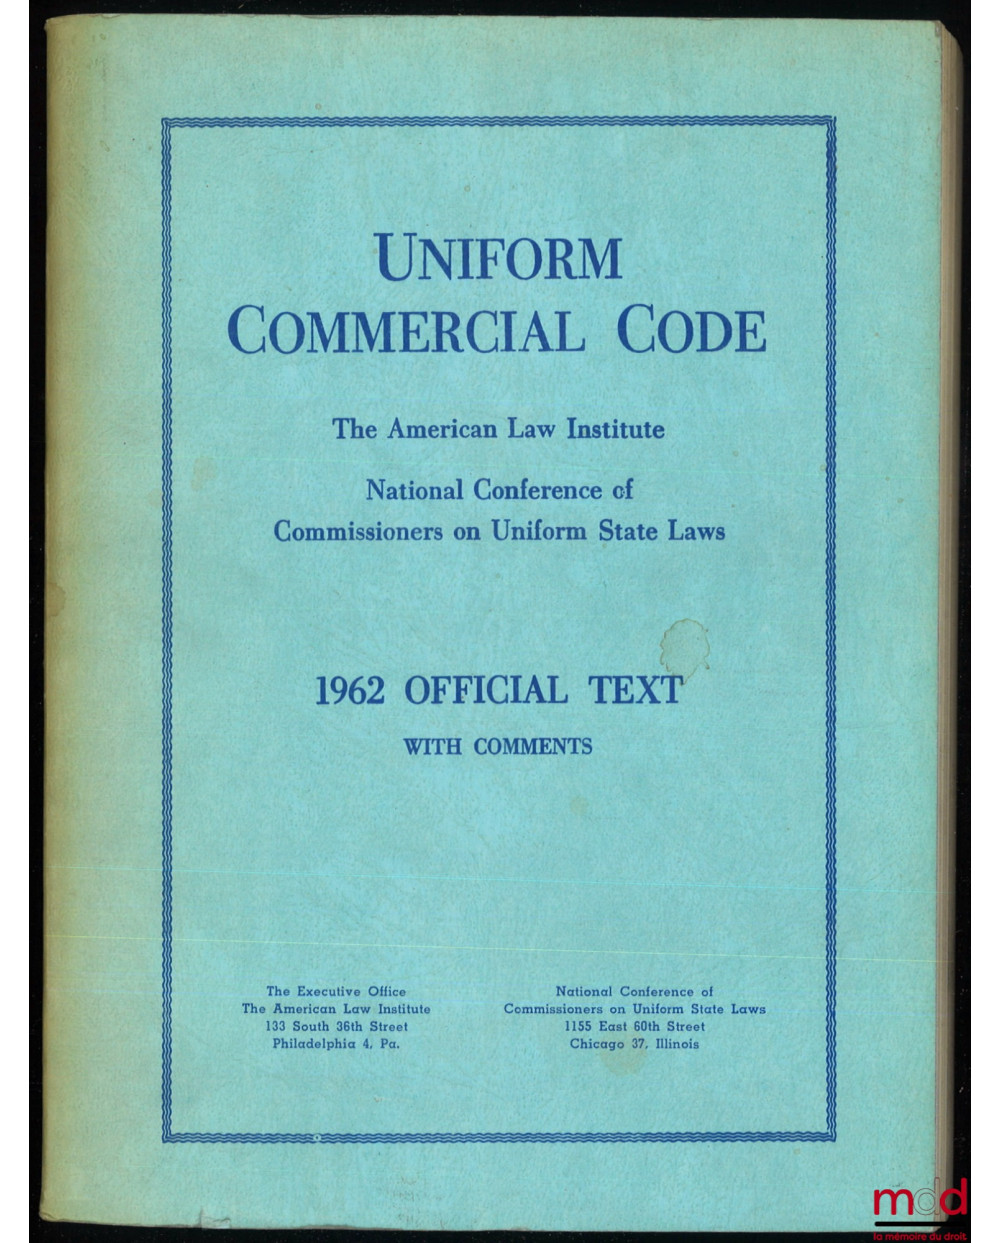 UNIFORM
COMMERCIAL CODE
The American Law Institute
National Conference of
Commissioners on Uniform State Laws
1962 OFFICIAL TEXT
WITH COMMENTS
The Executive Office
The American Law Institute
133 South 36th Street
Philadelphia 4, Pa.
National Conference of
Commissioners on Uniform State Laws
1155 East 60th Street
Chicago 37, Illinois
mdd
la mémoire du droit